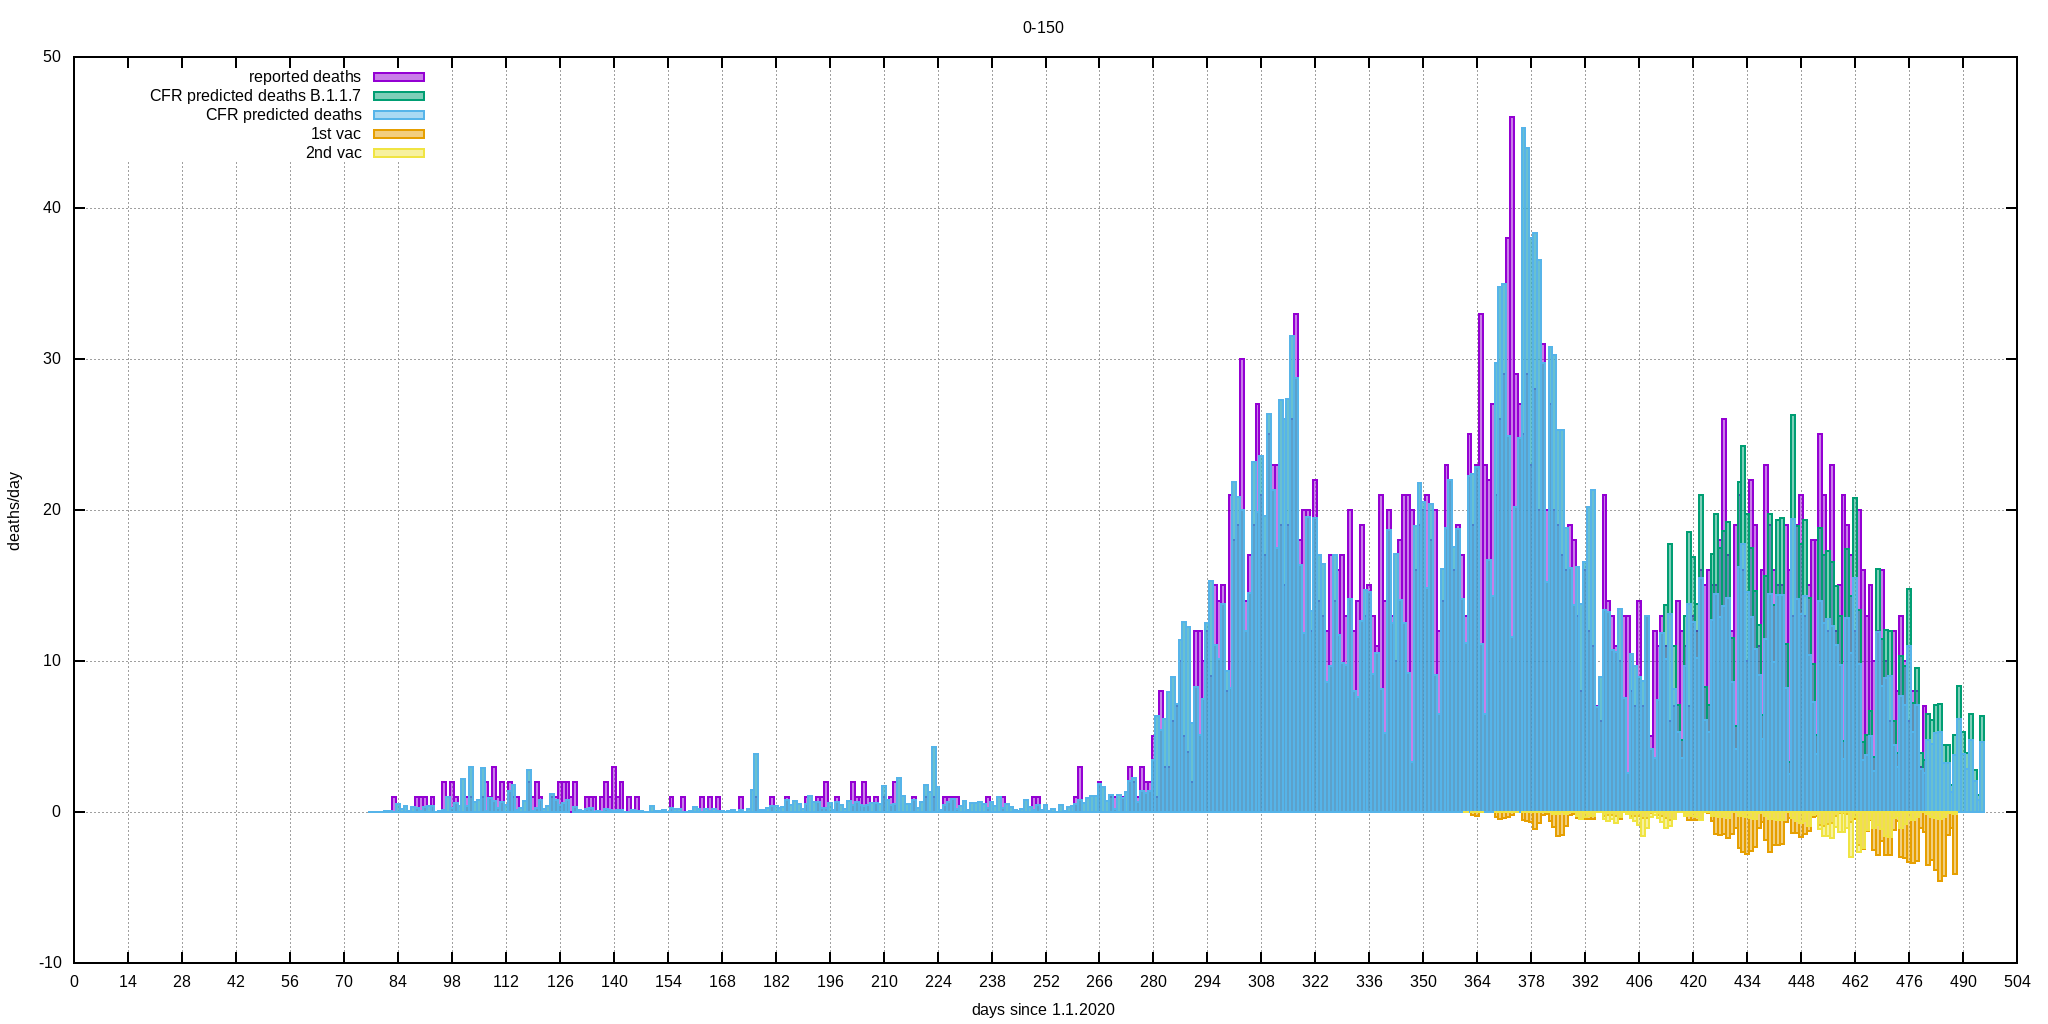 0-150
50
40
30
20
10
0
-10
deaths/day
reported deaths
CFR predicted deaths B.1.1.7
CFR predicted deaths
1st vac
2nd vac
0 14 28 42 56 70 84 98 112 126 140 154 168 182 196 210 224 238 252 266 280 294 308 322 336 350 364 378 392 406 420 434 448 462 476 490 504
days since 1.1.2020